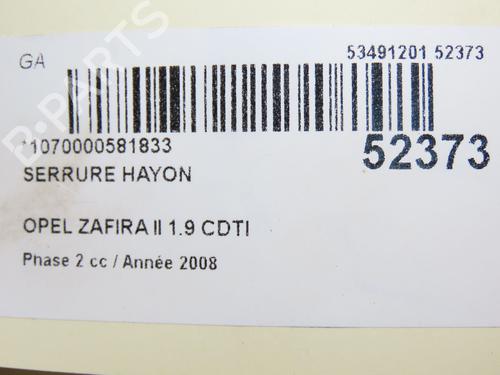 GA
53491201 52373
*1070000581833
52373
SERRURE HAYON
OPEL ZAFIRA II 1.9 CDTI
Phase 2 cc / Année 2008
B-PARTS